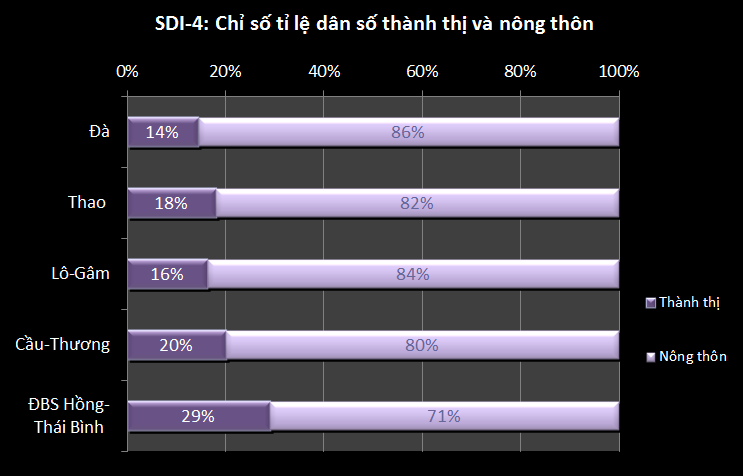 SDI-4: Chỉ số tỉ lệ dân số thành thị và nông thôn
0% 20% 40% 60% 80% 100%
Đà 14% 86%
Thao 18% 82%
Lô-Gâm 16% 84%
Thành thị
Cầu-Thương 20% 80%
Nông thôn
ĐBS Hồng-
Thái Bình 29% 71%